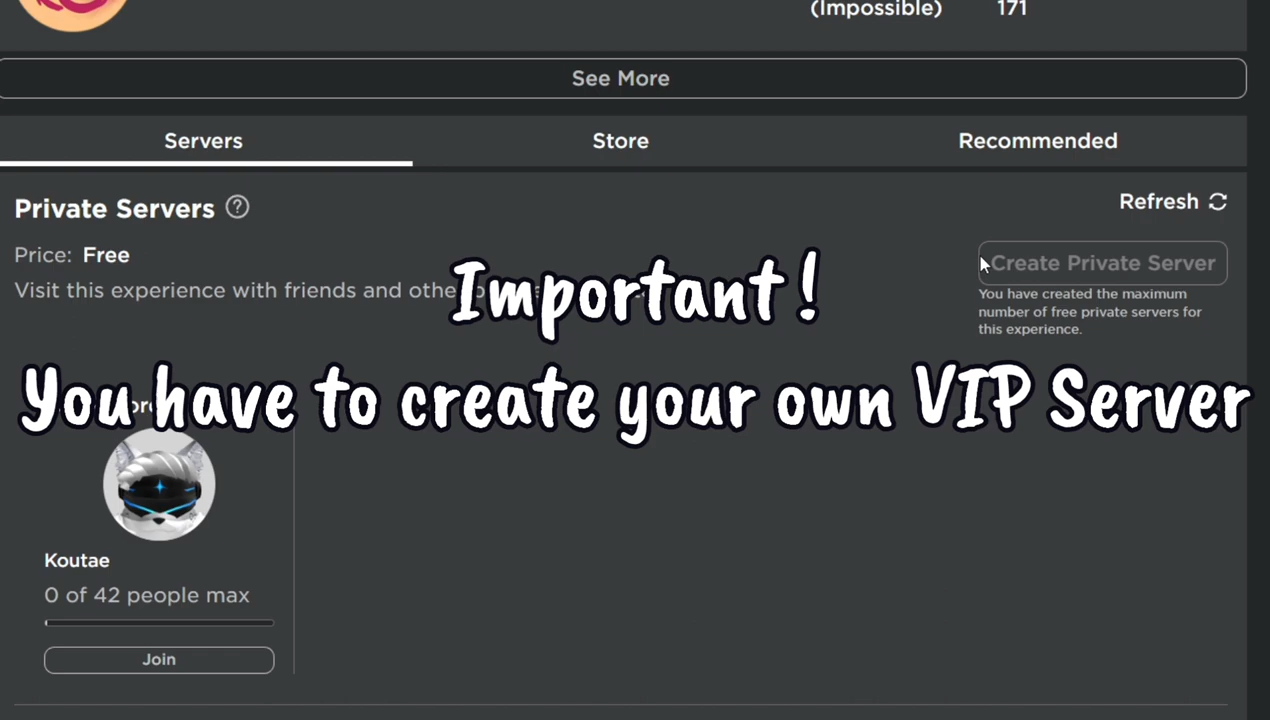 (Impossible) 171
See More
Servers Store Recommended
Private Servers ?
Refresh
Price: Free
Create Private Server
Visit this experience with friends and
You have created the maximum
number of free private servers for
this experience.
Important!
You have to create your own VIP Server
Koutae
0 of 42 people max
Join